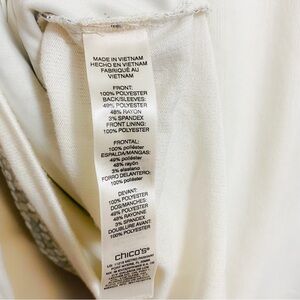 MADE IN VIETNAM
HECHO EN VIETNAM
FABRIQUÉ AU
VIETNAM
FRONT:
100% POLYESTER
BACK/SLEEVES:
49% POLYESTER
48% RAYON
3% SPANDEX
FRONT LINING:
100% POLYESTER
FRONTAL:
100% poliéster
ESPALDA/MANGAS:
49% poliéster
48% rayón
3% elastano
FORRO DELANTERO:
100% poliéster
DEVANT:
100% POLYESTER
DOS/MANCHES:
49% POLYESTER
48% RAYONNE
3% SPANDEX
DOUBLURE AVANT:
100% POLYESTER
chico's®